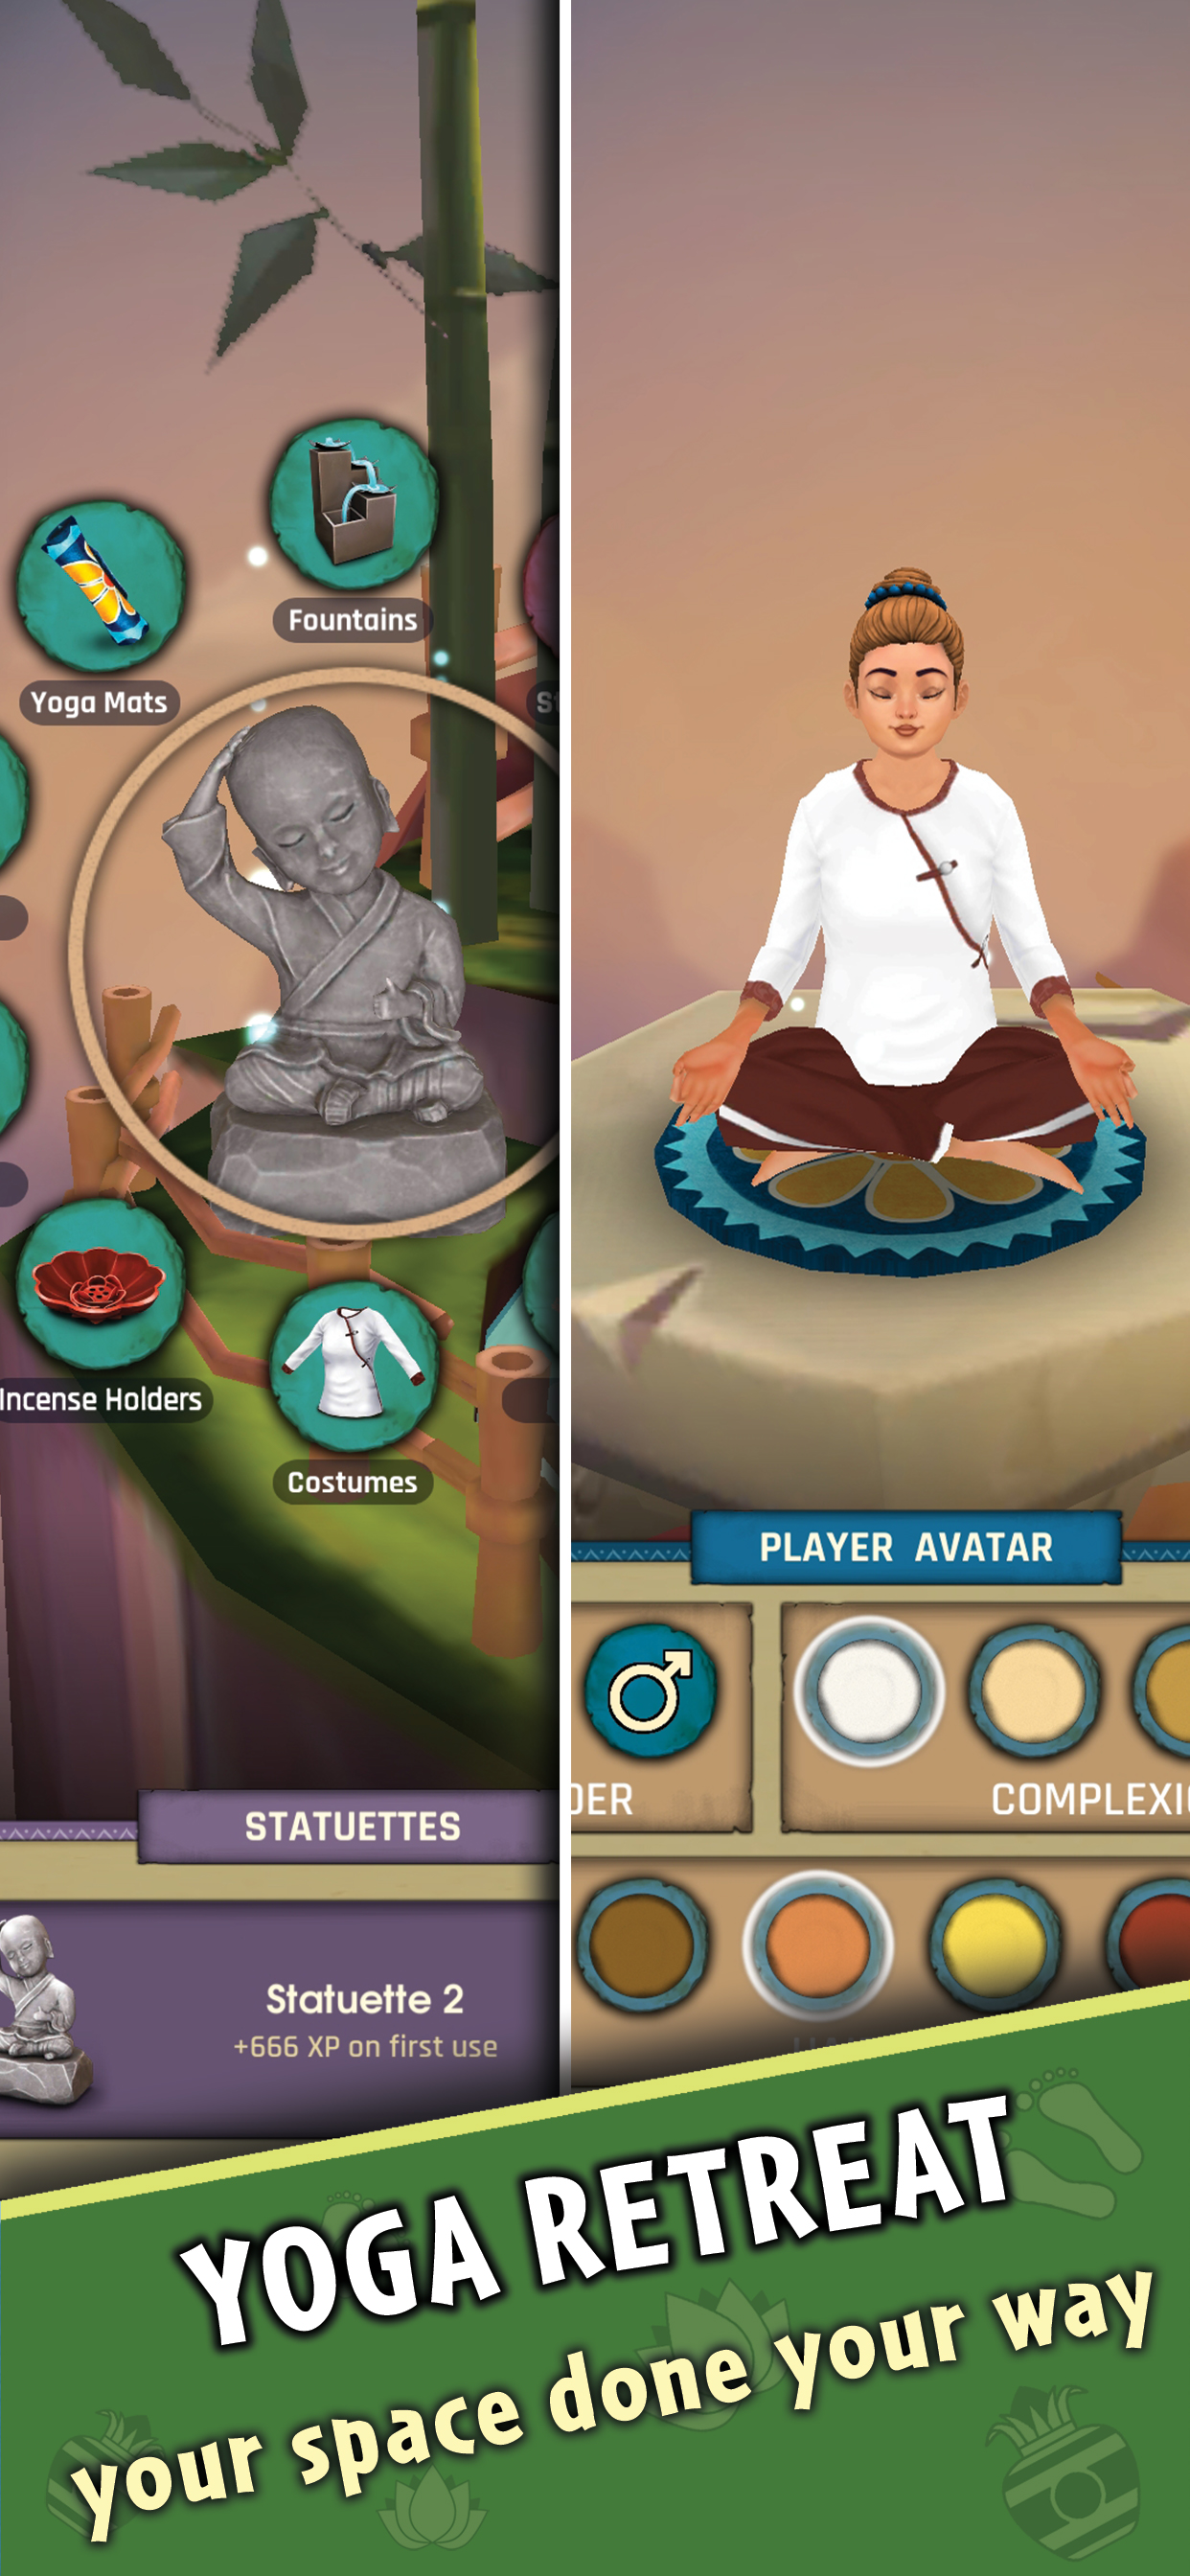 Fountains
Yoga Mats
St
Incense Holders
Costumes
STATUETTES
Statuette 2
+666 XP on first use
PLAYER AVATAR
DER
COMPLEXIO
YOGA RETREAT
your space done your way